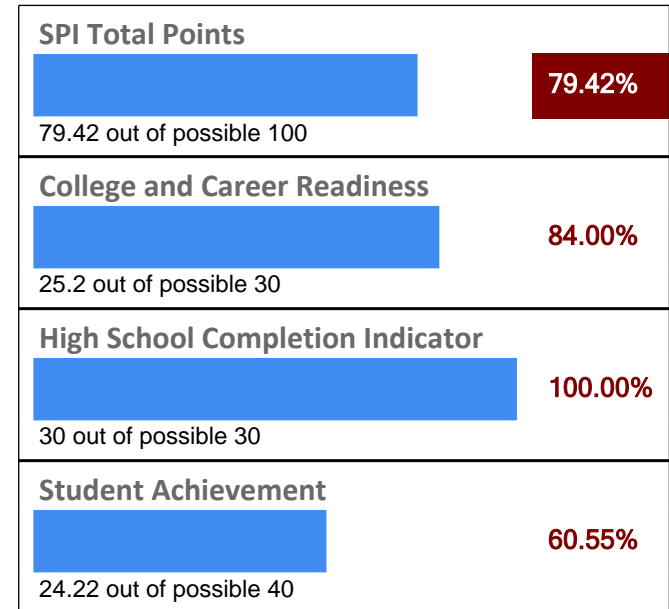 SPI Total Points
79.42%
79.42 out of possible 100
College and Career Readiness
84.00%
25.2 out of possible 30
High School Completion Indicator
100.00%
30 out of possible 30
Student Achievement
60.55%
24.22 out of possible 40